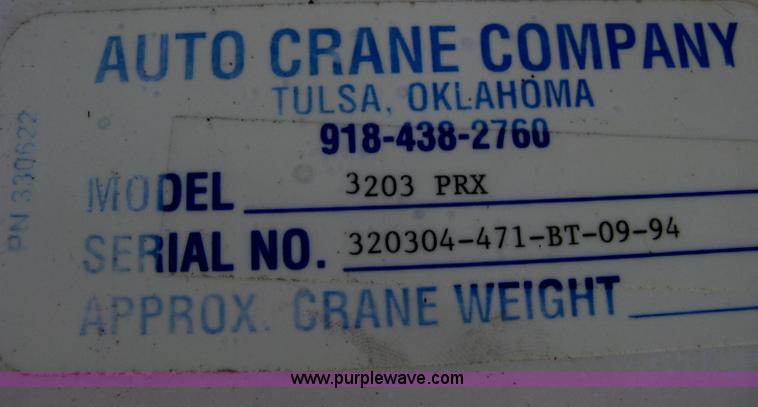 AUTO CRANE COMPANY
TULSA, OKLAHOMA
918-438-2760
MODEL 3203 PRX
SERIAL NO. 320304-471-BT-09-94
APPROX. CRANE WEIGHT
PN 330622
www.purplewave.com